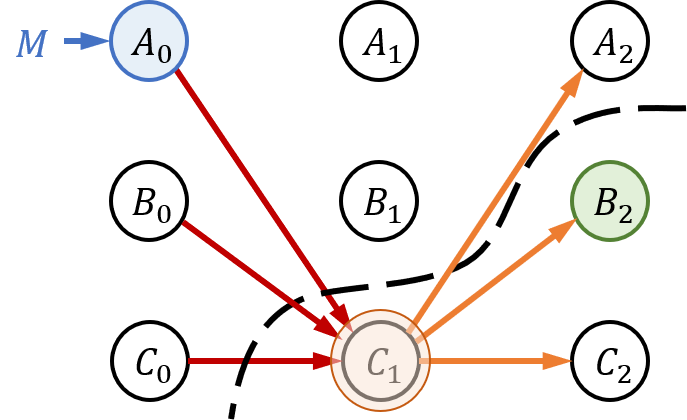 M A₀ A₁ A₂
B₀ B₁ B₂
C₀ C₁ C₂